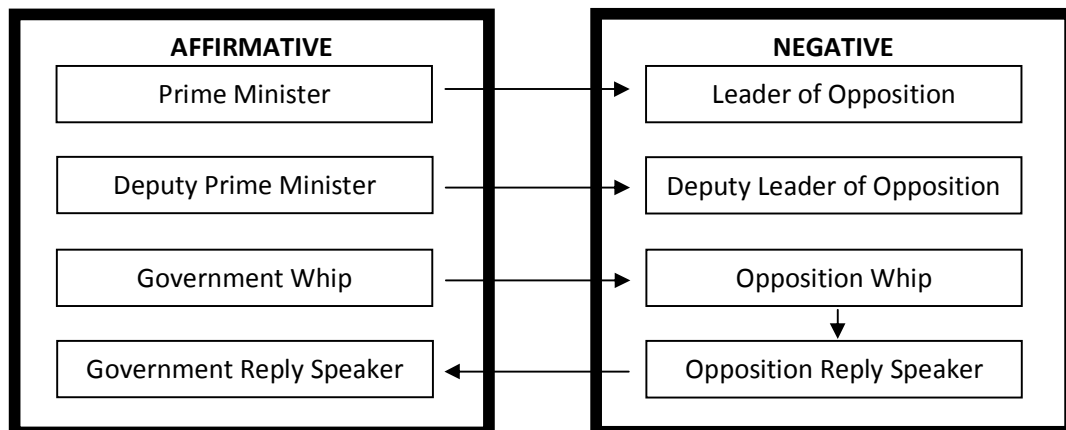 AFFIRMATIVE
Prime Minister
Deputy Prime Minister
Government Whip
Government Reply Speaker
NEGATIVE
Leader of Opposition
Deputy Leader of Opposition
Opposition Whip
Opposition Reply Speaker